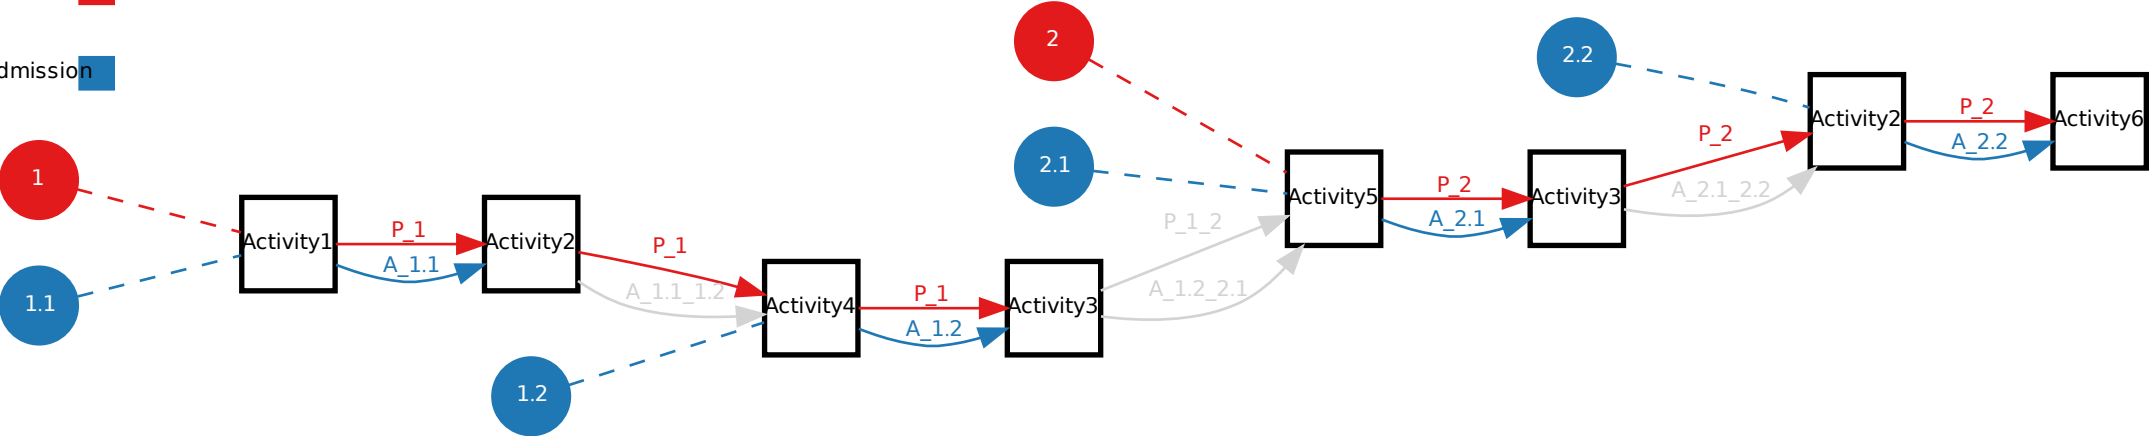 2
2.2
dmission
Activity2
P_2
Activity6
A_2.2
P_2
2.1
1
P_2
A_2.1_2.2
Activity5
Activity3
A_2.1
P_1_2
P_1
Activity1
Activity2
P_1
A_1.1
A_1.2_2.1
A_1.1_1.2
P_1
1.1
Activity4
Activity3
A_1.2
1.2